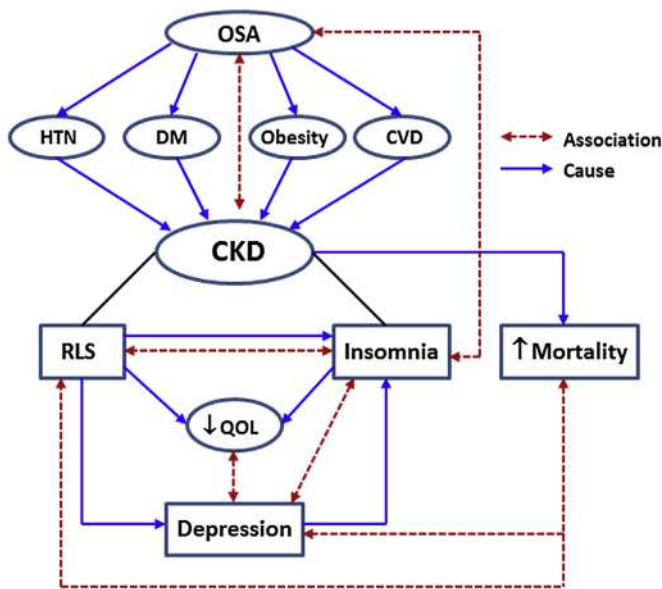 OSA
HTN
DM
Obesity
CVD
Association
Cause
CKD
RLS
Insomnia
↑Mortality
↓QOL
Depression